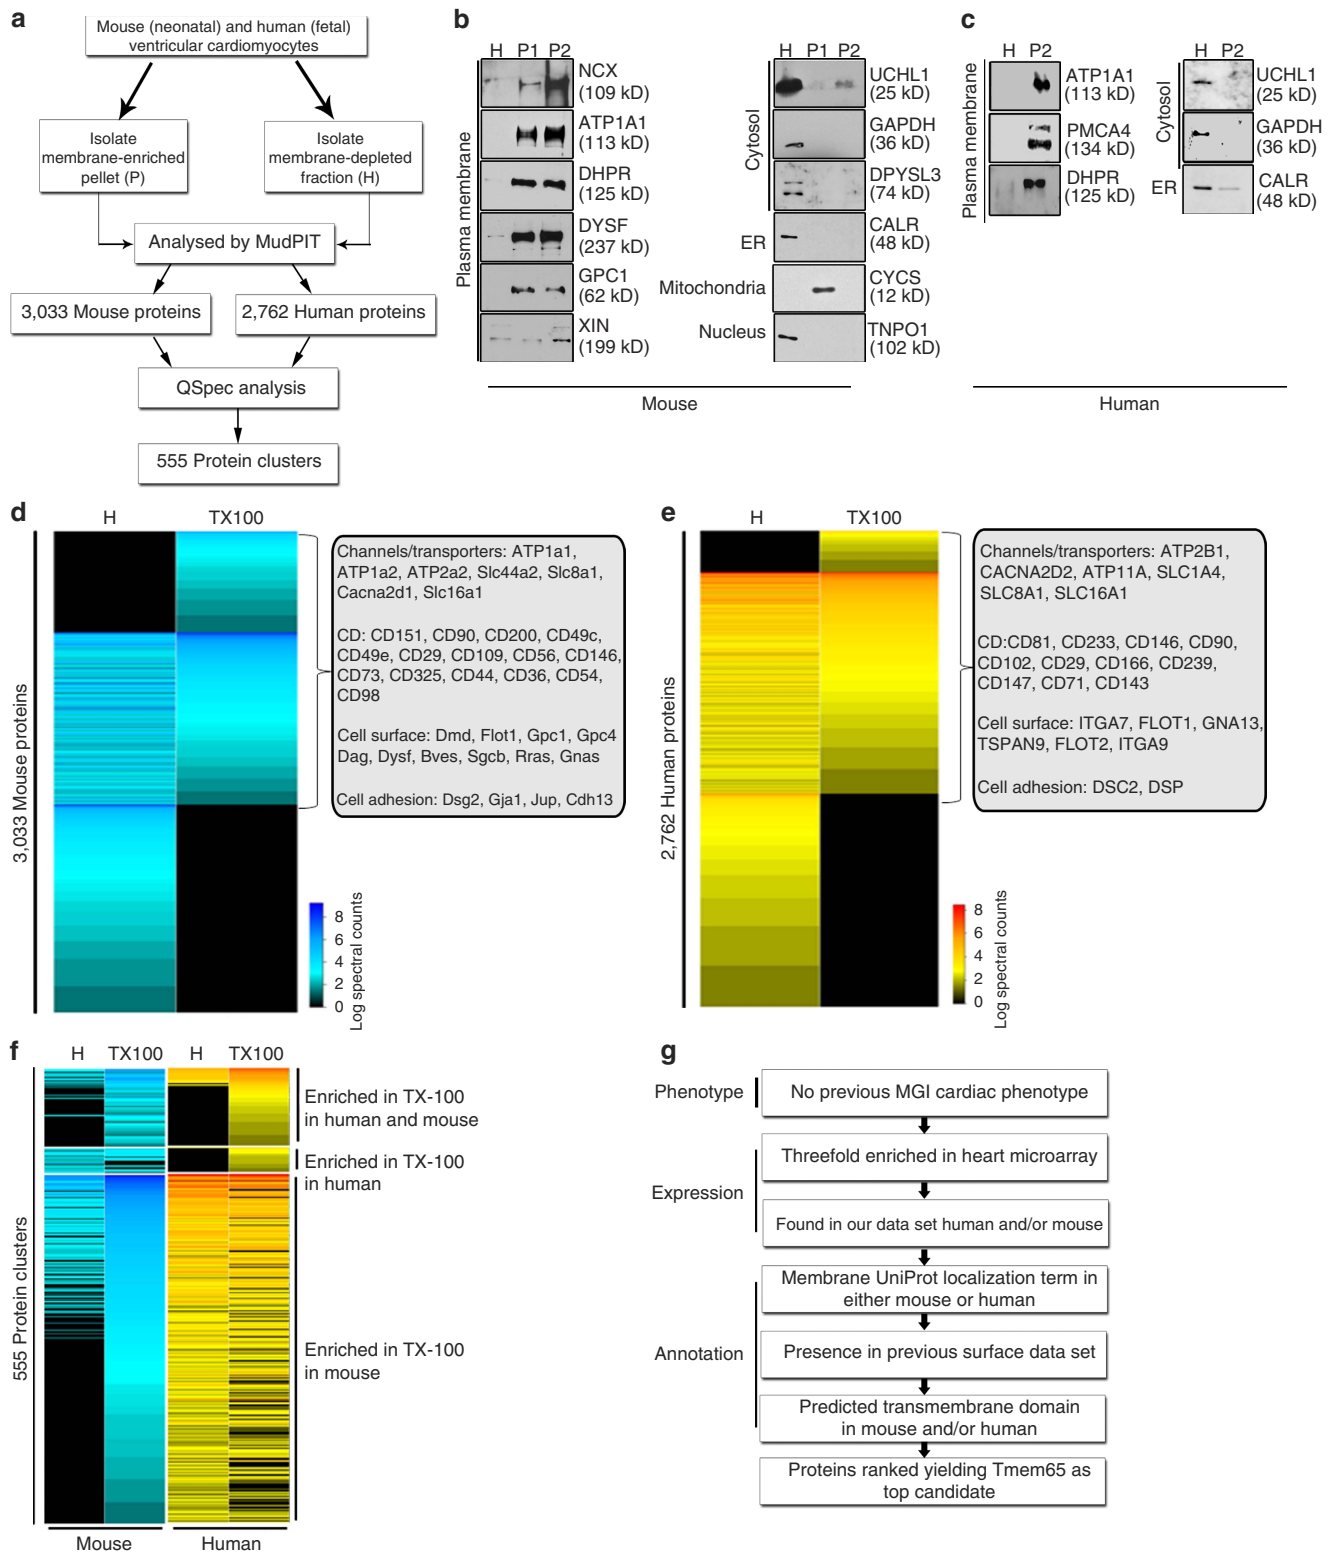 a
Mouse (neonatal) and human (fetal)
ventricular cardiomyocytes
Isolate
membrane-enriched
pellet (P)
Isolate
membrane-depleted
fraction (H)
Analysed by MudPIT
3,033 Mouse proteins
2,762 Human proteins
QSpec analysis
555 Protein clusters
b
H P1 P2
Plasma membrane
NCX
(109 kD)
ATP1A1
(113 kD)
DHPR
(125 kD)
DYSF
(237 kD)
GPC1
(62 kD)
XIN
(199 kD)
H P1 P2
Cytosol
UCHL1
(25 kD)
GAPDH
(36 kD)
DPYSL3
(74 kD)
ER
CALR
(48 kD)
Mitochondria
CYCS
(12 kD)
Nucleus
TNPO1
(102 kD)
Mouse
c
H P2
Plasma membrane
ATP1A1
(113 kD)
PMCA4
(134 kD)
DHPR
(125 kD)
H P2
Cytosol
UCHL1
(25 kD)
GAPDH
(36 kD)
ER
CALR
(48 kD)
Human
d
H TX100
3,033 Mouse proteins
Channels/transporters: ATP1a1,
ATP1a2, ATP2a2, Slc44a2, Slc8a1,
Cacna2d1, Slc16a1
CD: CD151, CD90, CD200, CD49c,
CD49e, CD29, CD109, CD56, CD146,
CD73, CD325, CD44, CD36, CD54,
CD98
Cell surface: Dmd, Flot1, Gpc1, Gpc4
Dag, Dysf, Bves, Sgcb, Rras, Gnas
Cell adhesion: Dsg2, Gja1, Jup, Cdh13
8
6
4
2
0
Log spectral counts
e
H TX100
2,762 Human proteins
Channels/transporters: ATP2B1,
CACNA2D2, ATP11A, SLC1A4,
SLC8A1, SLC16A1
CD:CD81, CD233, CD146, CD90,
CD102, CD29, CD166, CD239,
CD147, CD71, CD143
Cell surface: ITGA7, FLOT1, GNA13,
TSPAN9, FLOT2, ITGA9
Cell adhesion: DSC2, DSP
8
6
4
2
0
Log spectral counts
f
H TX100 H TX100
555 Protein clusters
Enriched in TX-100
in human and mouse
Enriched in TX-100
in human
Enriched in TX-100
in mouse
Mouse Human
g
Phenotype
No previous MGI cardiac phenotype
Expression
Threefold enriched in heart microarray
Found in our data set human and/or mouse
Annotation
Membrane UniProt localization term in
either mouse or human
Presence in previous surface data set
Predicted transmembrane domain
in mouse and/or human
Proteins ranked yielding Tmem65 as
top candidate